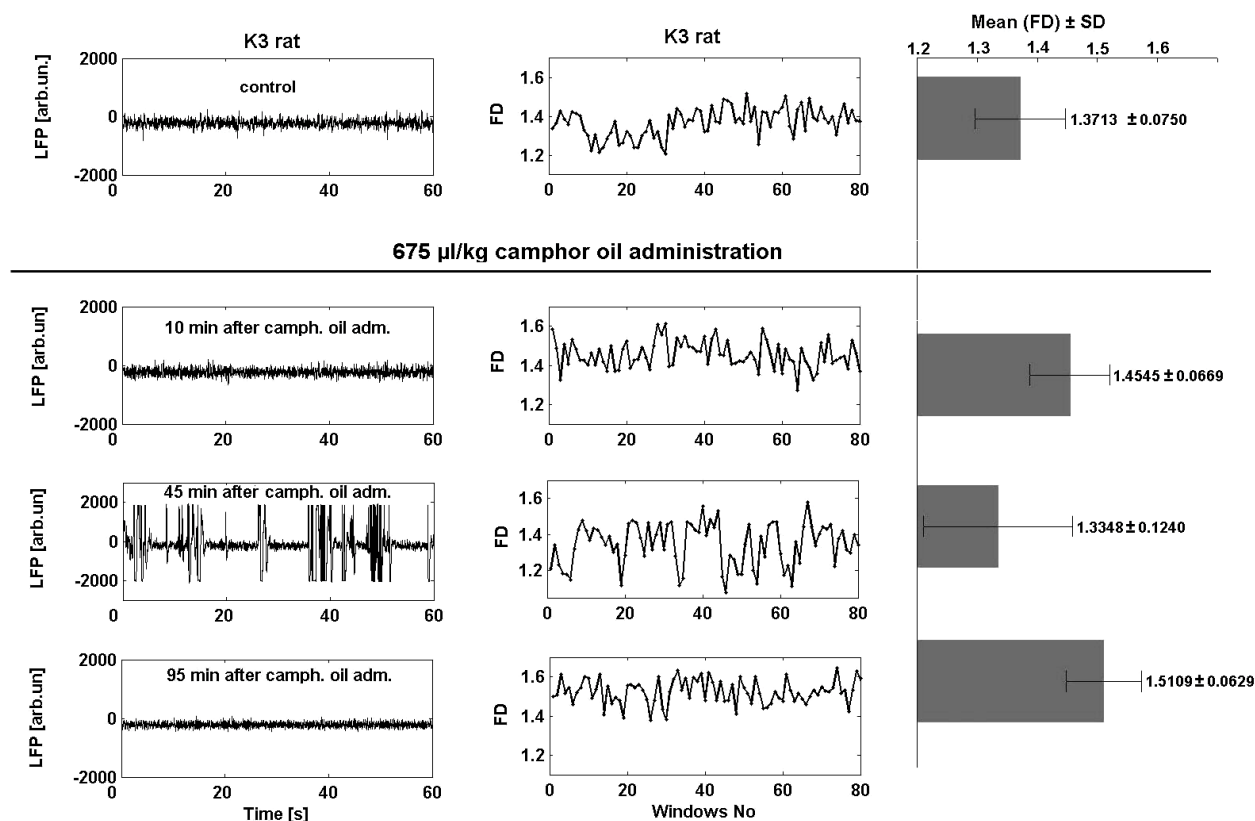 K3 rat
K3 rat
Mean (FD) ± SD
1.2 1.3 1.4 1.5 1.6
LFP [arb.un.]
2000
0
-2000
control
0 20 40 60
FD
1.6
1.4
1.2
0 20 40 60 80
1.3713 ±0.0750
675 µl/kg camphor oil administration
LFP [arb.un]
2000
0
-2000
10 min after camph. oil adm.
0 20 40 60
FD
1.6
1.4
1.2
0 20 40 60 80
1.4545±0.0669
LFP [arb.un]
2000
0
-2000
45 min after camph. oil adm.
0 20 40 60
FD
1.6
1.4
1.2
0 20 40 60 80
1.3348±0.1240
LFP [arb.un]
2000
0
-2000
95 min after camph. oil adm.
0 20 40 60
Time [s]
FD
1.6
1.4
1.2
0 20 40 60 80
Windows No
1.5109±0.0629